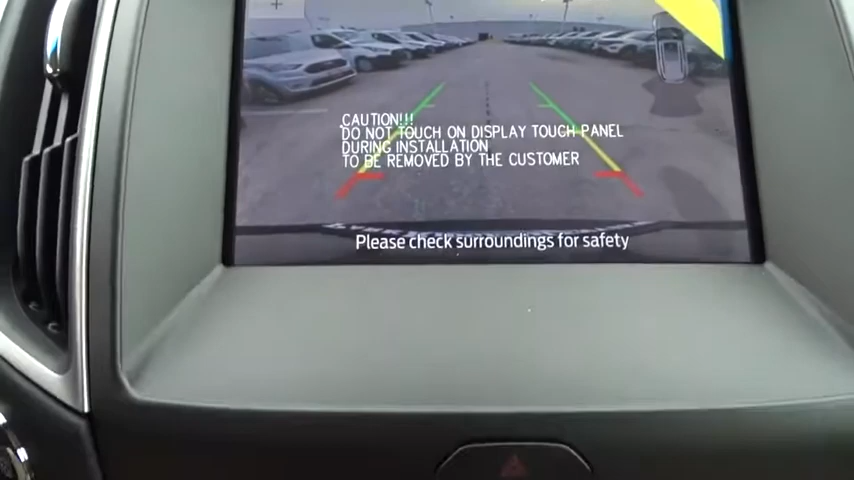 CAUTION!!!
DO NOT TOUCH ON DISPLAY TOUCH PANEL
DURING INSTALLATION
TO BE REMOVED BY THE CUSTOMER
Please check surroundings for safety